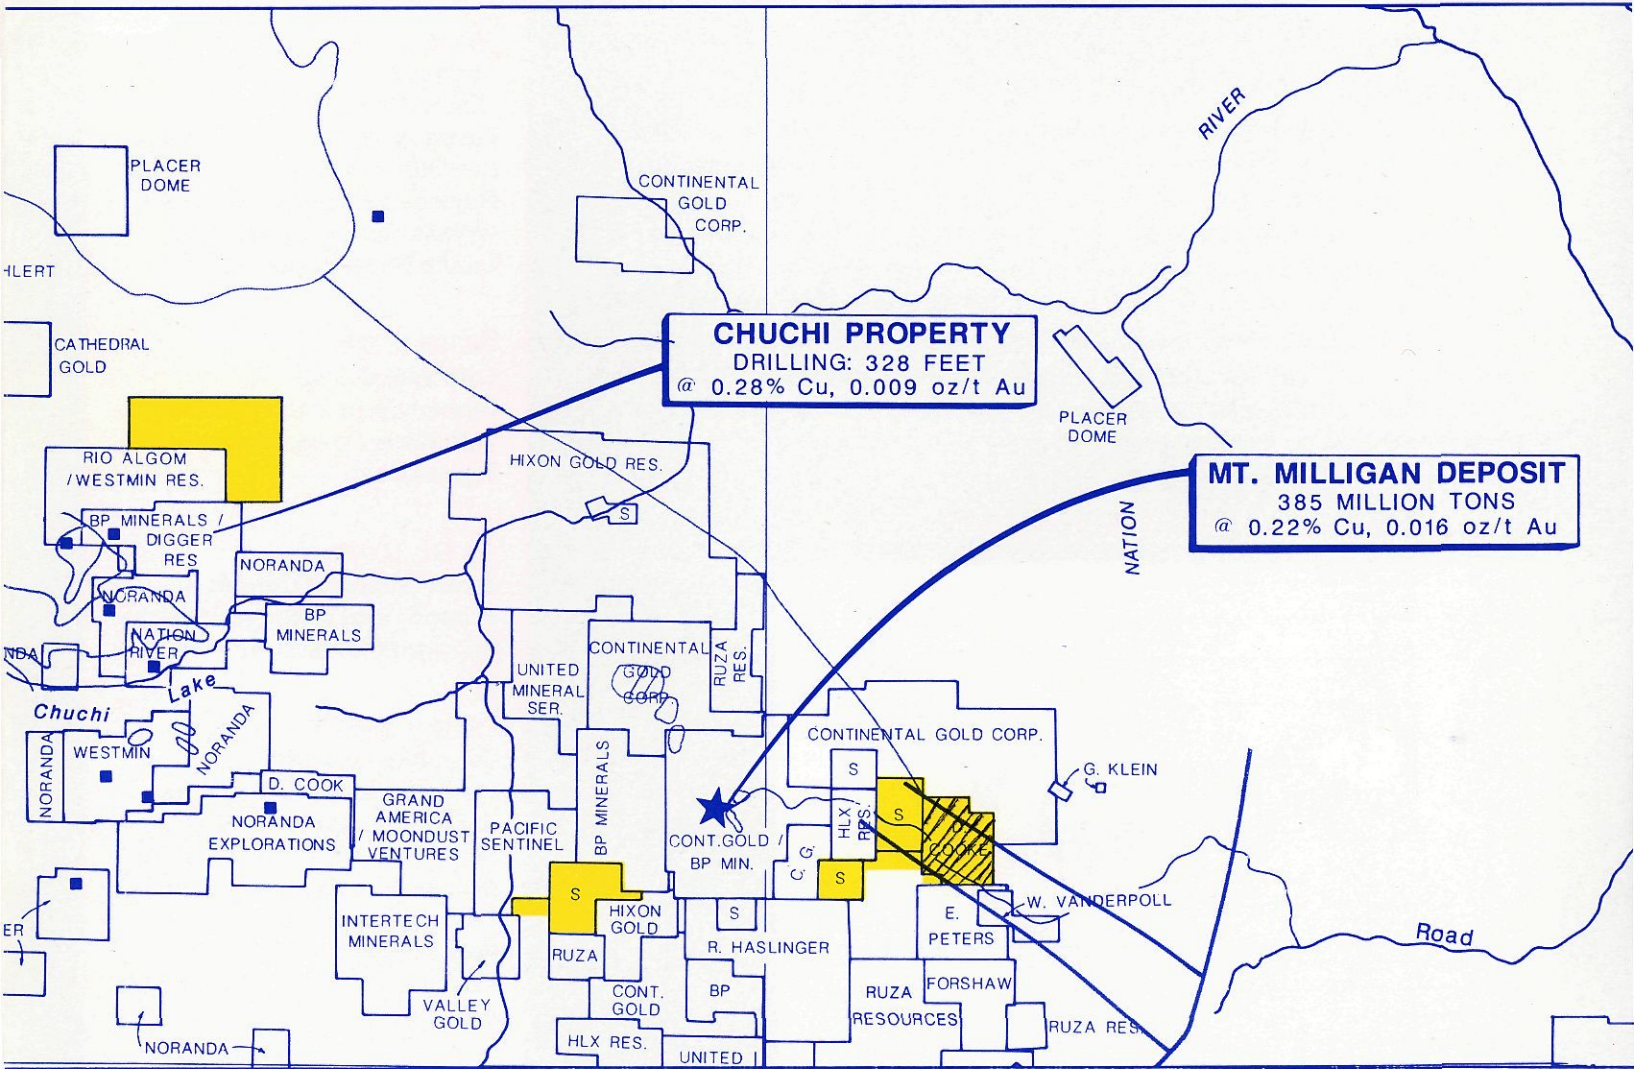 RIVER
PLACER
DOME
CONTINENTAL
GOLD
CORP.
HLERT
CATHEDRAL
GOLD
CHUCHI PROPERTY
DRILLING: 328 FEET
@ 0.28% Cu, 0.009 oz/t Au
PLACER
DOME
MT. MILLIGAN DEPOSIT
385 MILLION TONS
@ 0.22% Cu, 0.016 oz/t Au
NATION
RIO ALGOM
/WESTMIN RES.
HIXON GOLD RES.
S
BP MINERALS /
DIGGER
RES
NORANDA
NORANDA
BP
MINERALS
NATION
RIVER
NDA
Lake
Chuchi
UNITED
MINERAL
SER.
CONTINENTAL
GOLD
CORP.
RUZA
RES.
CONTINENTAL GOLD CORP.
NORANDA
WESTMIN
NORANDA
D. COOK
NORANDA
EXPLORATIONS
GRAND
AMERICA
/ MOONDUST
VENTURES
PACIFIC
SENTINEL
BP MINERALS
CONT.GOLD /
BP MIN.
S
HLX
RES.
S
D.
COOKE
G. KLEIN
C. G.
S
S
W. VANDERPOLL
ER
INTERTECH
MINERALS
HIXON
GOLD
S
R. HASLINGER
E.
PETERS
Road
RUZA
VALLEY
GOLD
CONT.
GOLD
BP
RUZA
RESOURCES
FORSHAW
RUZA RES.
NORANDA
HLX RES.
UNITED